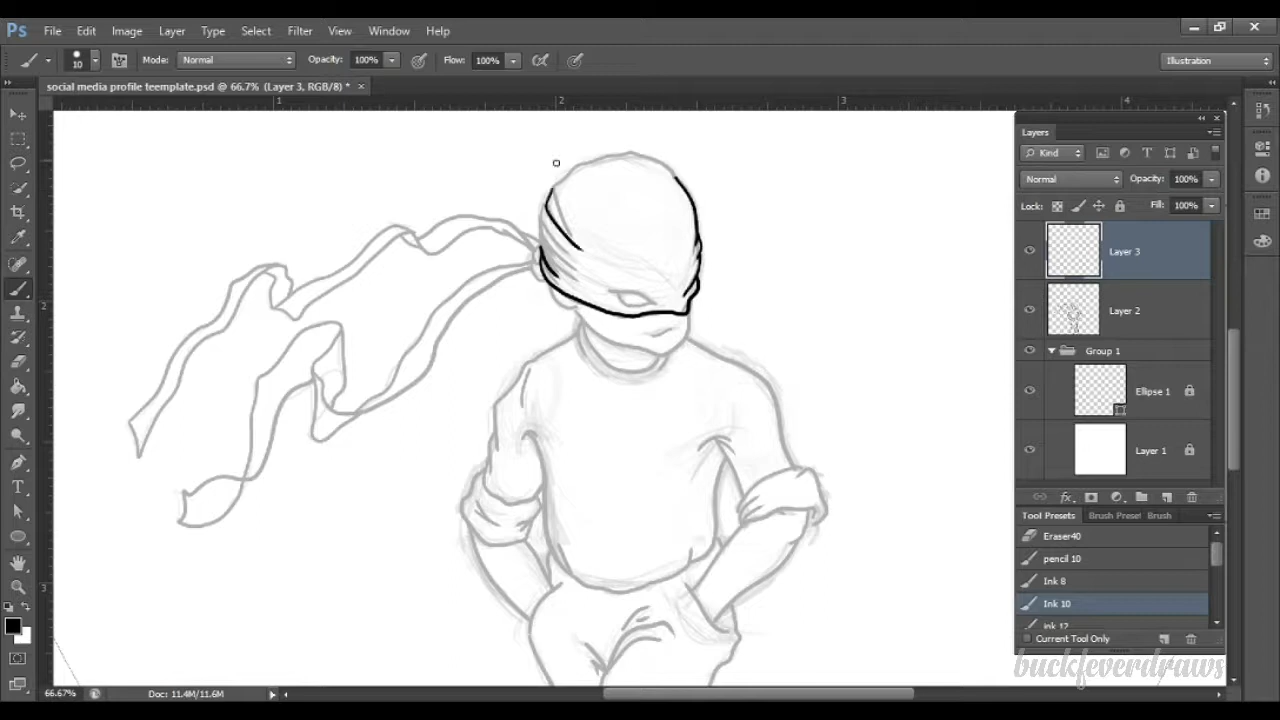 Ps File Edit Image Layer Type Select Filter View Window Help
10 Mode: Normal Opacity: 100% Flow: 100% Illustration
social media profile teemplate.psd @ 66.7% (Layer 3, RGB/8) * ×
1 2 3 4
Layers
Kind
Normal Opacity: 100%
Lock: Fill: 100%
Layer 3
2
Layer 2
Group 1
Ellipse 1
Layer 1
Tool Presets Brush Preset Brush
Eraser40
pencil 10
Ink 8
3
Ink 10
ink 12
Current Tool Only
buckfeverdraws
66.67% Doc: 11.4M/11.6M